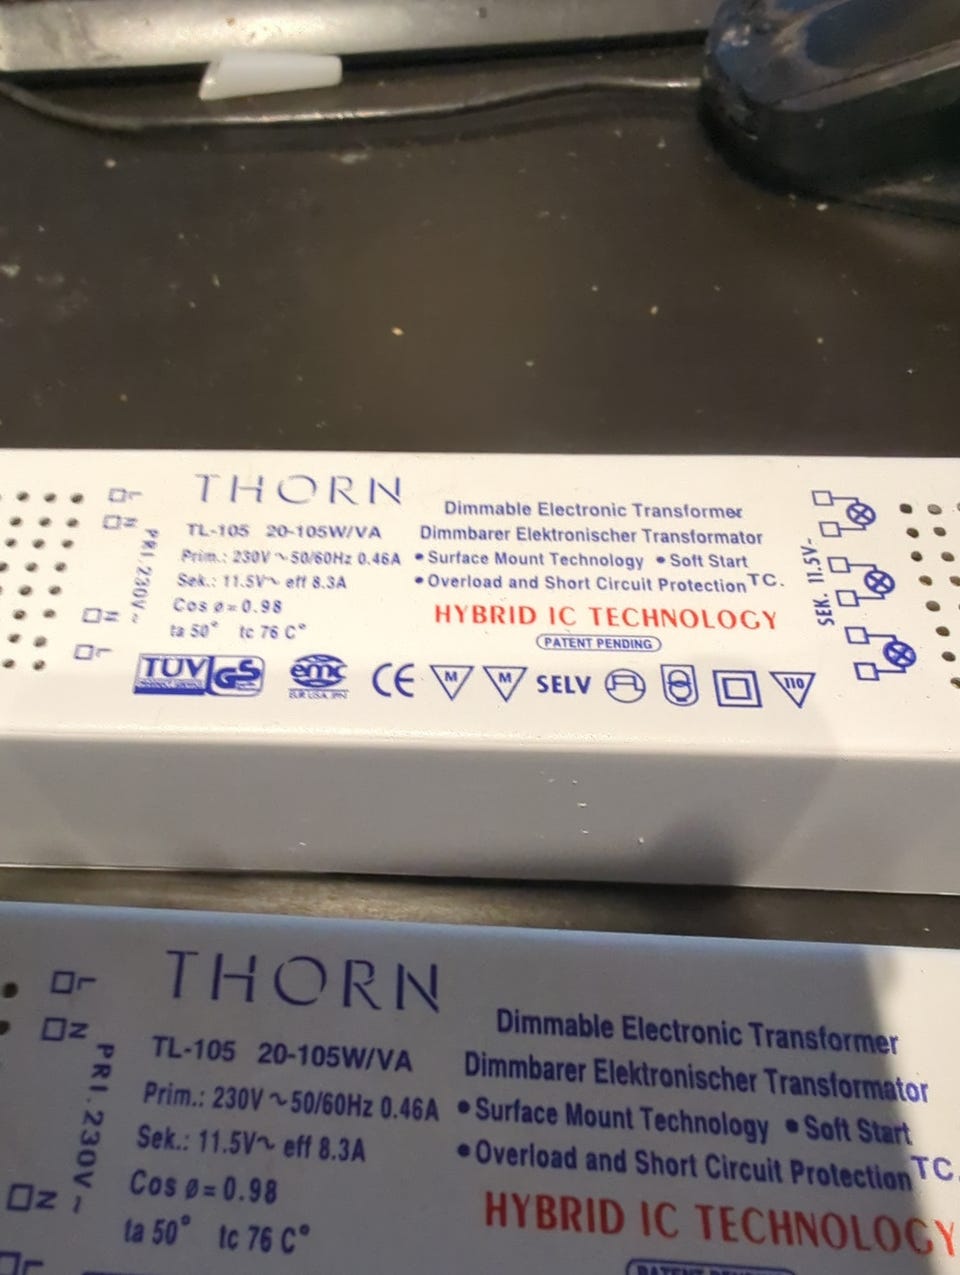 THORN
TL-105 20-105W/VA
Prim.: 230V ~ 50/60Hz 0.46A
Sek.: 11.5V~ eff 8.3A
Cos ø = 0.98
ta 50° tc 76 C°
Dimmable Electronic Transformer
Dimmbarer Elektronischer Transformator
• Surface Mount Technology • Soft Start
• Overload and Short Circuit Protection TC.
HYBRID IC TECHNOLOGY
PATENT PENDING
L
N
PRI. 230V ~
N
L
SEK. 11.5V~
TÜV GS
emc
CE M M SELV 110
THORN
TL-105 20-105W/VA
Prim.: 230V ~ 50/60Hz 0.46A
Sek.: 11.5V~ eff 8.3A
Cos ø = 0.98
ta 50° tc 76 C°
Dimmable Electronic Transformer
Dimmbarer Elektronischer Transformator
• Surface Mount Technology • Soft Start
• Overload and Short Circuit Protection TC.
HYBRID IC TECHNOLOGY
L
N
PRI. 230V ~
N
L